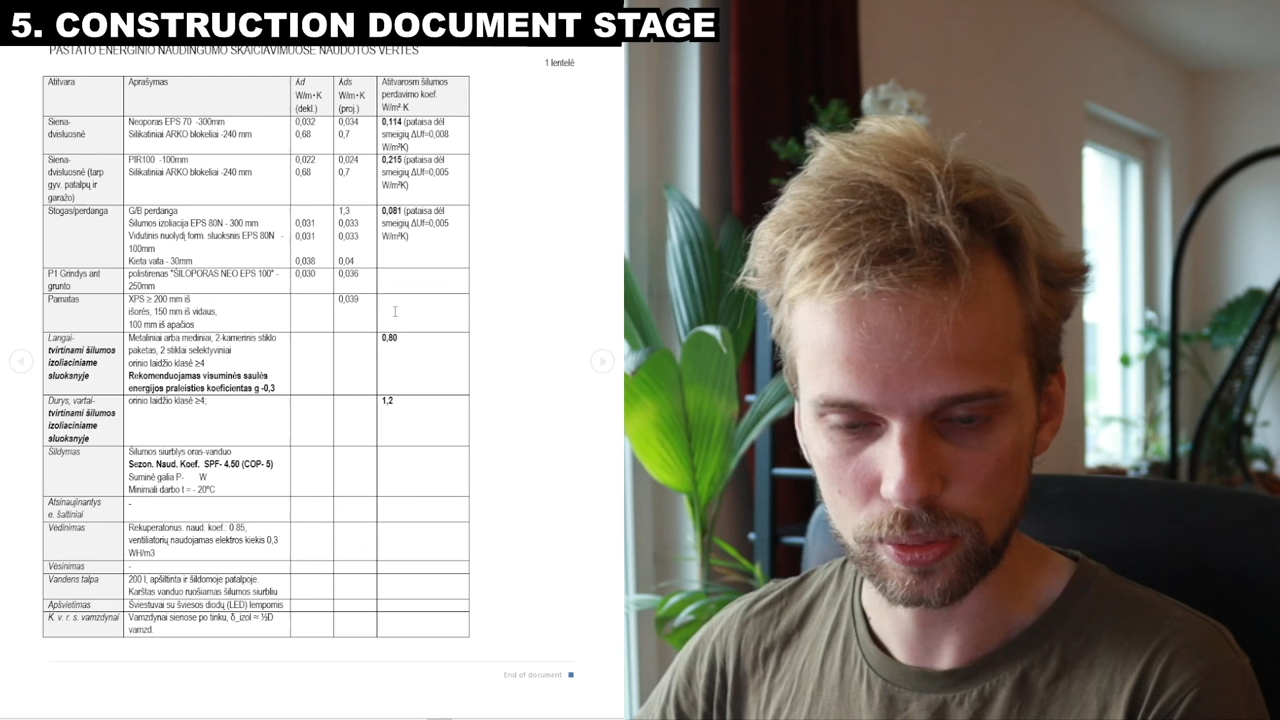 5. CONSTRUCTION DOCUMENT STAGE
PASTATO ENERGINIO NAUDINGUMO SKAIČIAVIMUOSE NAUDOTOS VERTĖS
1 lentelė
Atitvara
Aprašymas
λd
W/m•K
(dekl.)
λds
W/m•K
(proj.)
Atitvarosm šilumos
perdavimo koef.
W/m²·K
Siena-
dvisluosnė
Neoporas EPS 70 -300mm
Silikatiniai ARKO blokeliai -240 mm
0,032
0,68
0,034
0,7
0,114 (pataisa dėl
smeigių ΔUf=0,008
W/m²K)
Siena-
dvisluosnė (tarp
gyv. patalpų ir
garažo)
PIR100 -100mm
Silikatiniai ARKO blokeliai -240 mm
0,022
0,68
0,024
0,7
0,215 (pataisa dėl
smeigių ΔUf=0,005
W/m²K)
Stogas/perdanga
G/B perdanga
Šilumos izoliacija EPS 80N - 300 mm
Vidutinis nuolydį form. sluoksnis EPS 80N -
100mm
Kieta vata - 30mm
0,031
0,031
0,038
1,3
0,033
0,033
0,04
0,081 (pataisa dėl
smeigių ΔUf=0,005
W/m²K)
P1 Grindys ant
grunto
polistirenas "ŠILOPORAS NEO EPS 100" -
250mm
0,030
0,036
Pamatas
XPS ≥ 200 mm iš
išorės, 150 mm iš vidaus,
100 mm iš apačios
0,039
Langai-
tvirtinami šilumos
izoliaciniame
sluoksnyje
Metaliniai arba mediniai, 2-kamerinis stiklo
paketas, 2 stiklai selektyviniai
orinio laidžio klasė ≥4
Rekomenduojamas visuminės saulės
energijos praleisties koeficientas g -0,3
0,80
Durys, vartai-
tvirtinami šilumos
izoliaciniame
sluoksnyje
orinio laidžio klasė ≥4;
1,2
Šildymas
Šilumos siurblys oras-vanduo
Sezon. Naud. Koef. SPF- 4.50 (COP- 5)
Suminė galia P- W
Minimali darbo t = - 20ºC
Atsinaujinantys
e. šaltiniai
-
Vėdinimas
Rekuperatorius. naud. koef.: 0.85,
ventiliatorių naudojamas elektros kiekis 0,3
WH/m3
Vėsinimas
-
Vandens talpa
200 l, apšiltinta ir šildomoje patalpoje.
Karštas vanduo ruošiamas šilumos siurbliu
Apšvietimas
Šviestuvai su šviesos diodų (LED) lempomis
K. v. r. s. vamzdynai
Vamzdynai sienose po tinku, δ_izol ≈ ½D
vamzd.
End of document